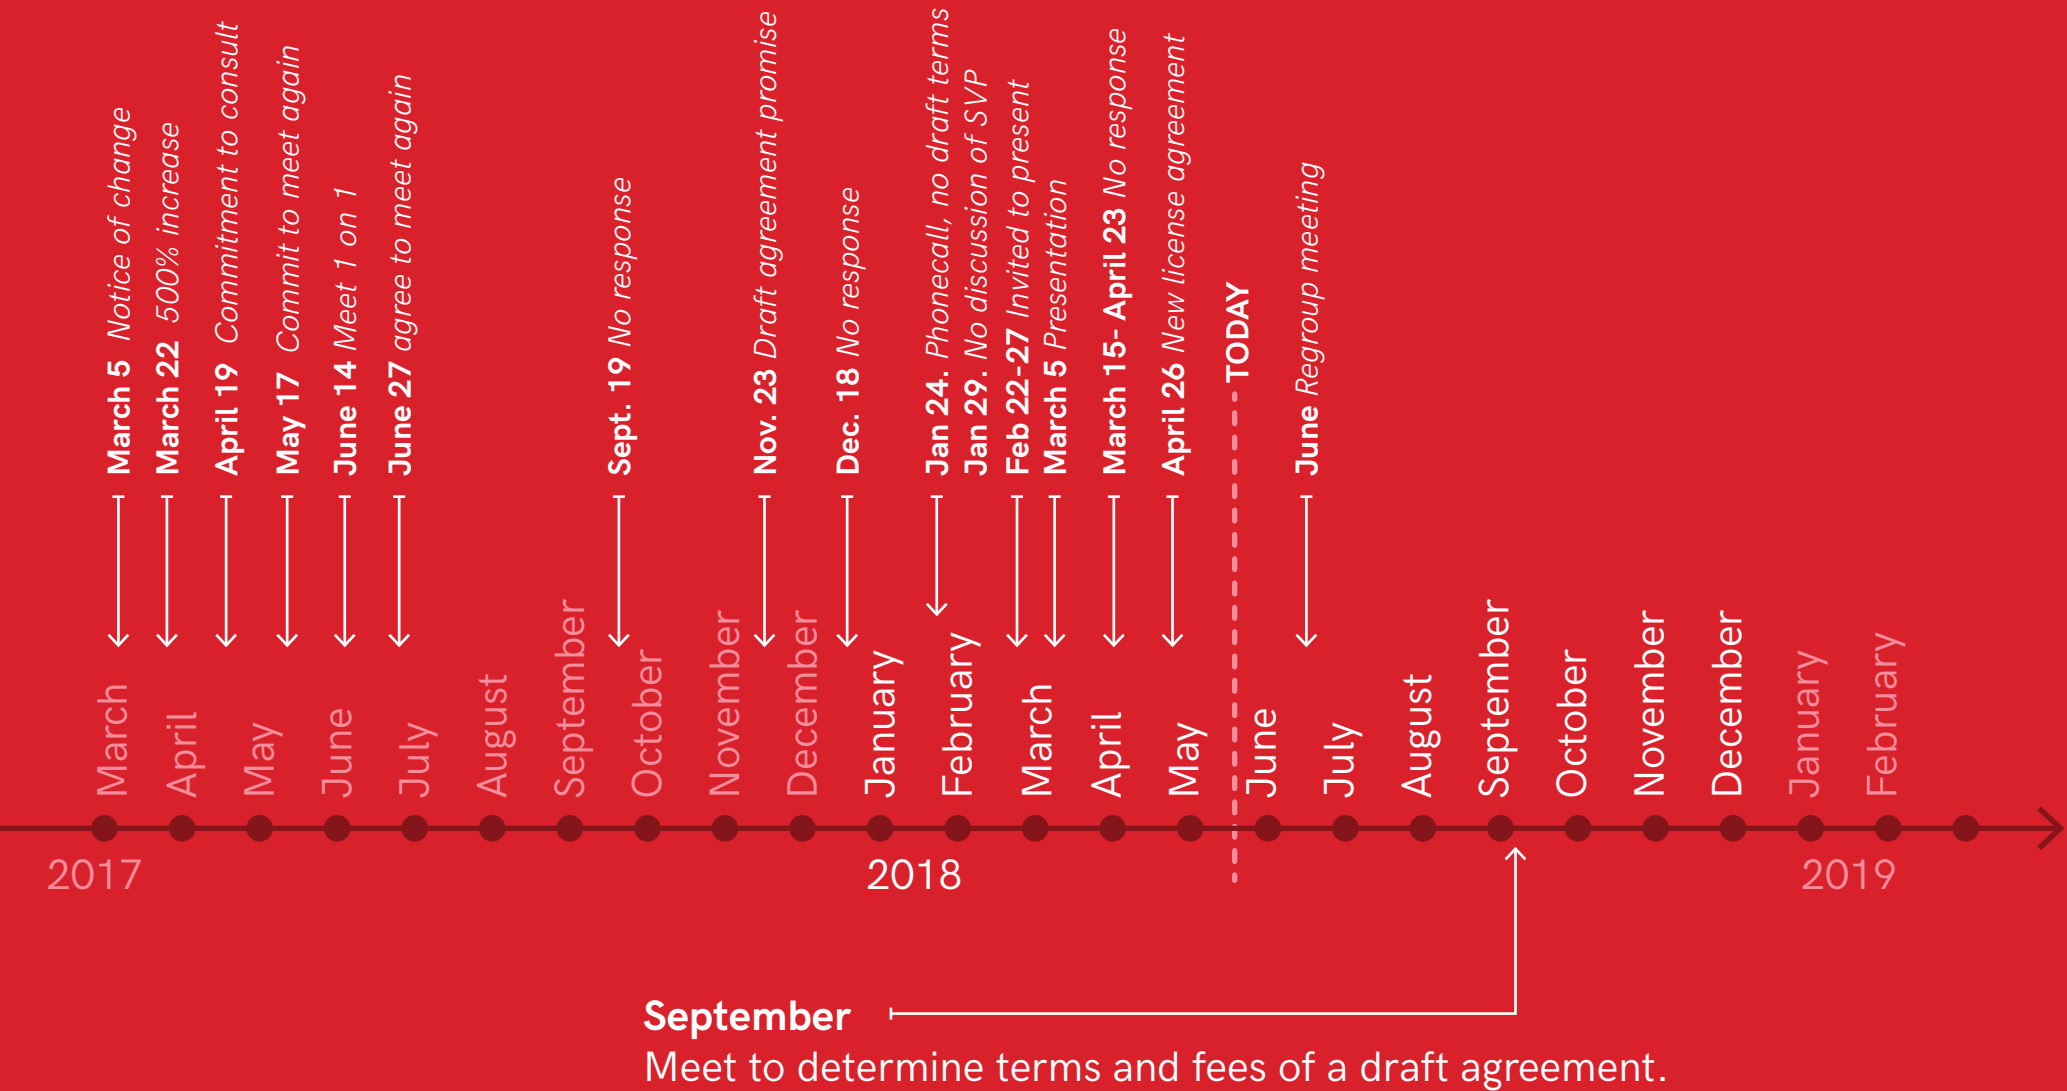 March 5 Notice of change
March 22 500% increase
April 19 Commitment to consult
May 17 Commit to meet again
June 14 Meet 1 on 1
June 27 agree to meet again
Sept. 19 No response
Nov. 23 Draft agreement promise
Dec. 18 No response
Jan 24. Phonecall, no draft terms
Jan 29. No discussion of SVP
Feb 22-27 Invited to present
March 5 Presentation
March 15- April 23 No response
April 26 New license agreement
TODAY
June Regroup meeting
March
April
May
June
July
August
September
October
November
December
January
February
March
April
May
June
July
August
September
October
November
December
January
February
2017
2018
2019
September
Meet to determine terms and fees of a draft agreement.